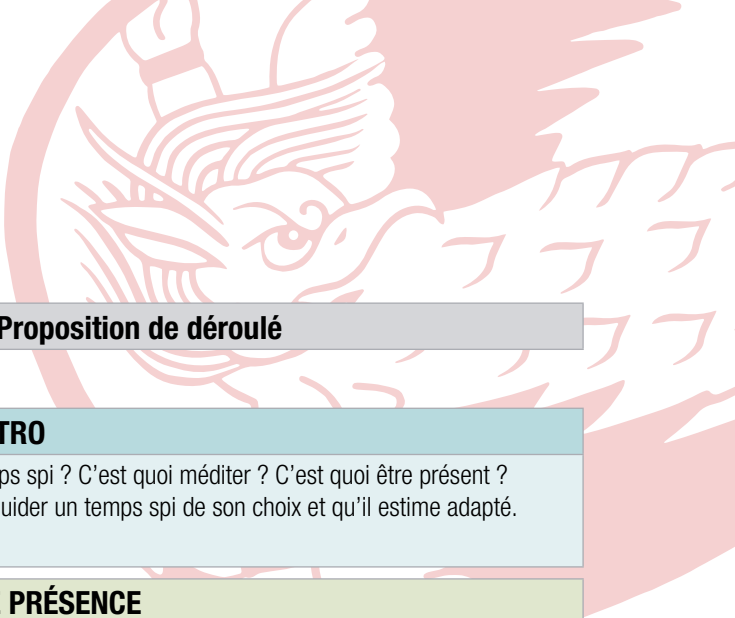 Proposition de déroulé
TRO
ps spi ? C'est quoi méditer ? C'est quoi être présent ?
uider un temps spi de son choix et qu'il estime adapté.
PRÉSENCE